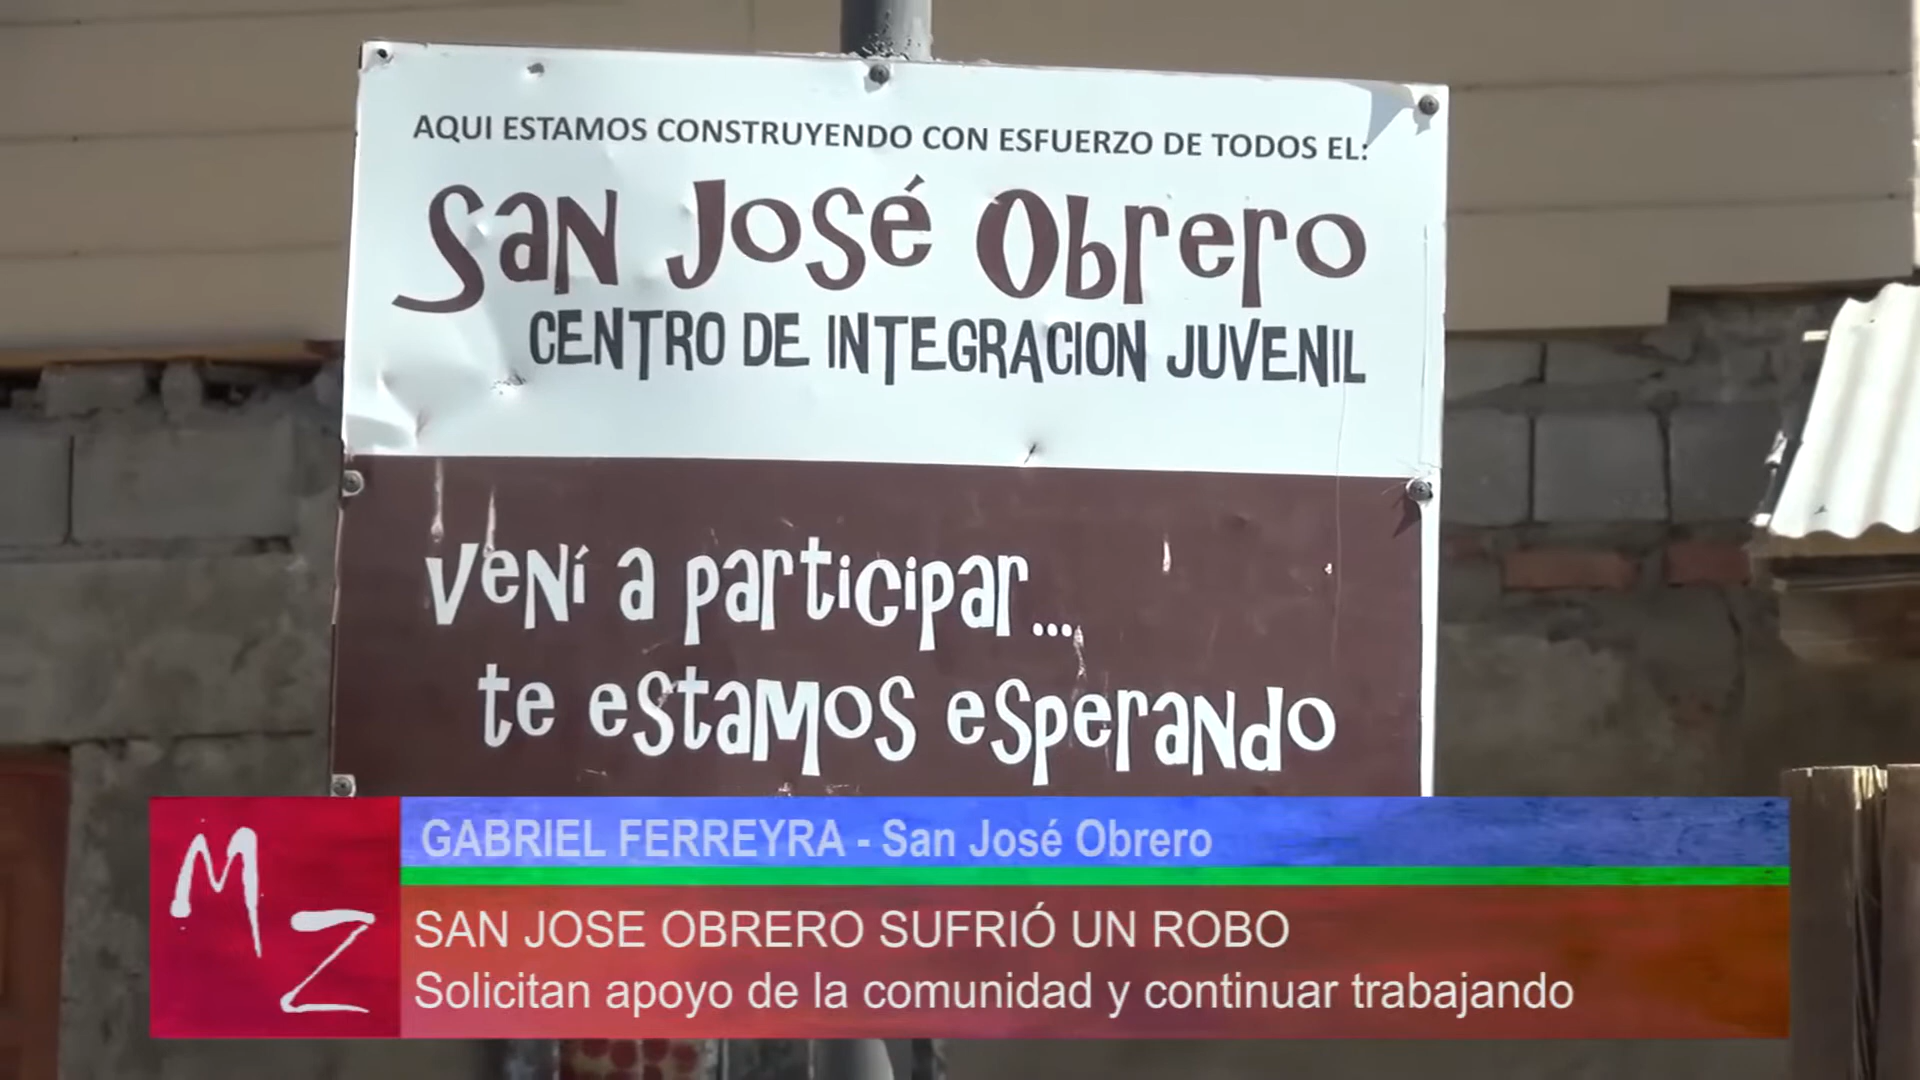 AQUI ESTAMOS CONSTRUYENDO CON ESFUERZO DE TODOS EL:
San José Obrero
CENTRO DE INTEGRACION JUVENIL
Vení a participar...
te estamos esperando
MZ
GABRIEL FERREYRA - San José Obrero
SAN JOSE OBRERO SUFRIÓ UN ROBO
Solicitan apoyo de la comunidad y continuar trabajando